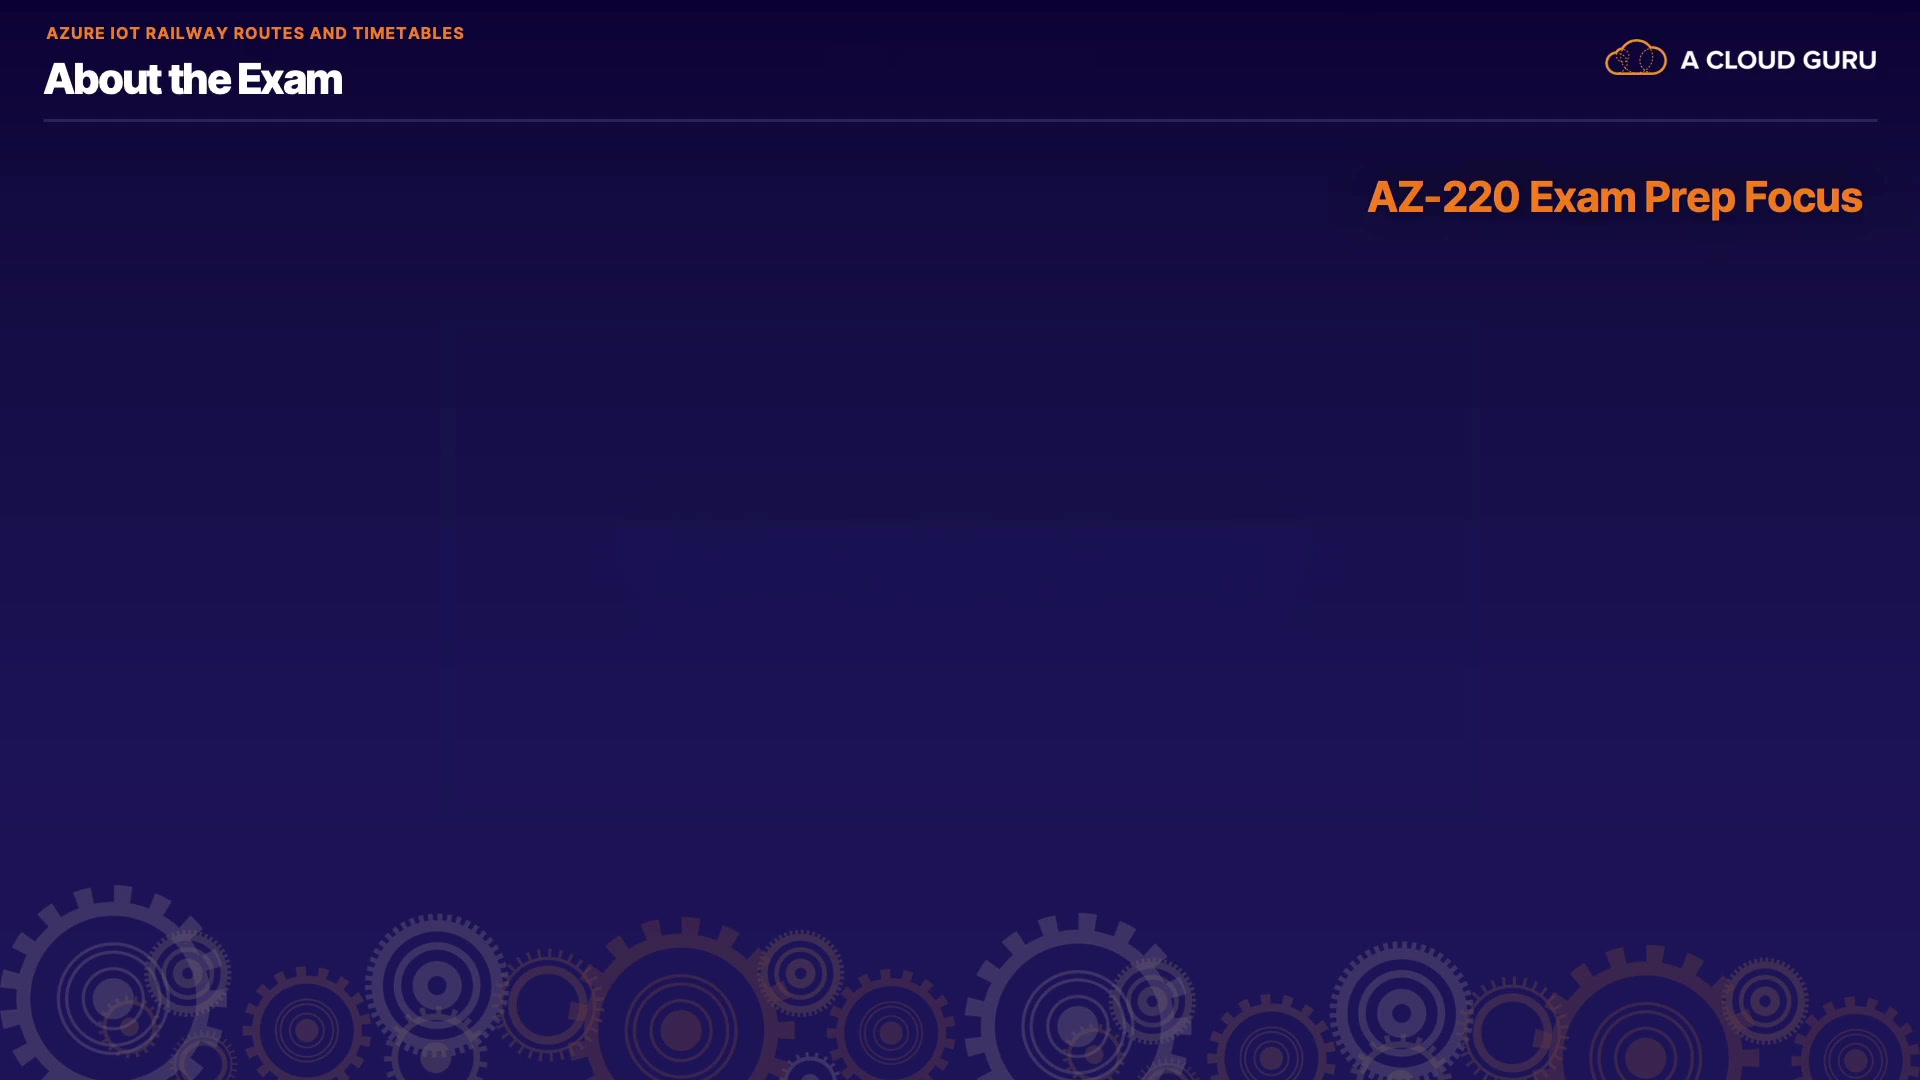 AZURE IOT RAILWAY ROUTES AND TIMETABLES
About the Exam
A CLOUD GURU
AZ-220 Exam Prep Focus